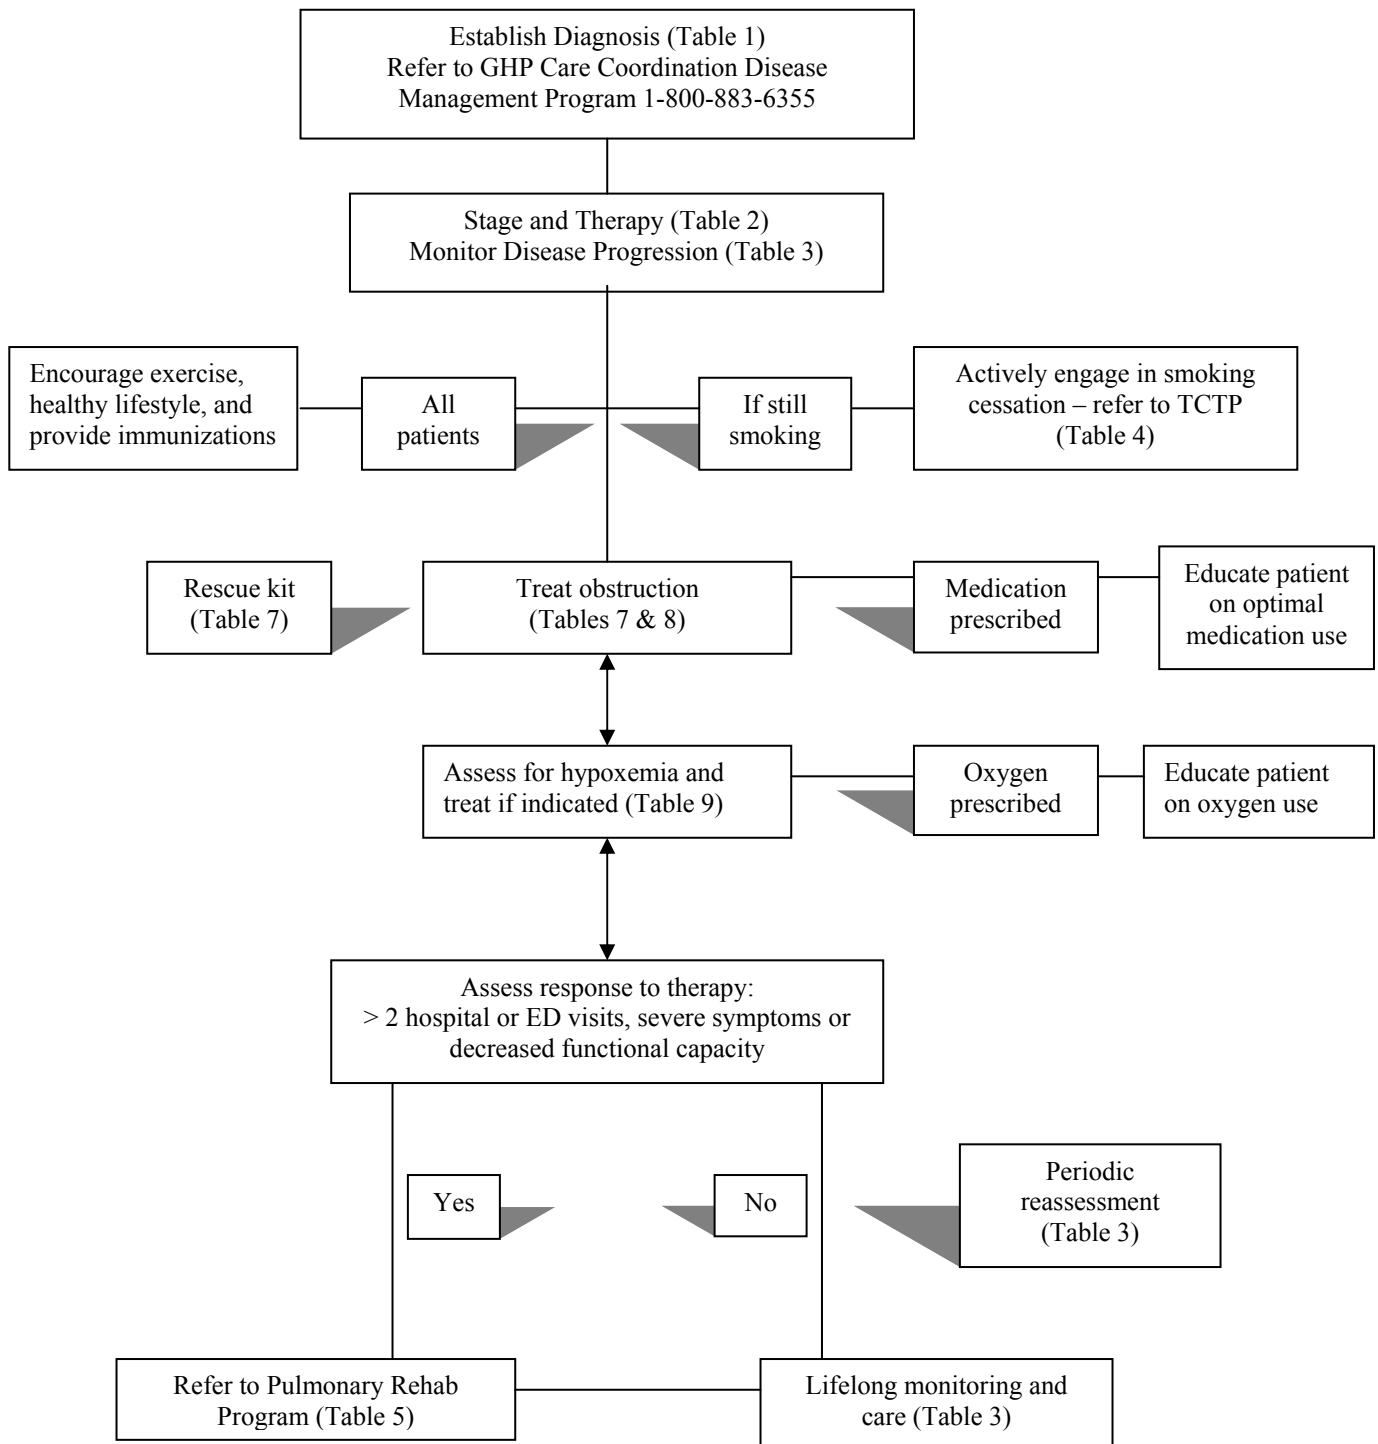 Establish Diagnosis (Table 1)
Refer to GHP Care Coordination Disease
Management Program 1-800-883-6355
Stage and Therapy (Table 2)
Monitor Disease Progression (Table 3)
Encourage exercise,
healthy lifestyle, and
provide immunizations
All
patients
If still
smoking
Actively engage in smoking
cessation – refer to TCTP
(Table 4)
Rescue kit
(Table 7)
Treat obstruction
(Tables 7 & 8)
Medication
prescribed
Educate patient
on optimal
medication use
Assess for hypoxemia and
treat if indicated (Table 9)
Oxygen
prescribed
Educate patient
on oxygen use
Assess response to therapy:
> 2 hospital or ED visits, severe symptoms or
decreased functional capacity
Yes
No
Periodic
reassessment
(Table 3)
Refer to Pulmonary Rehab
Program (Table 5)
Lifelong monitoring and
care (Table 3)